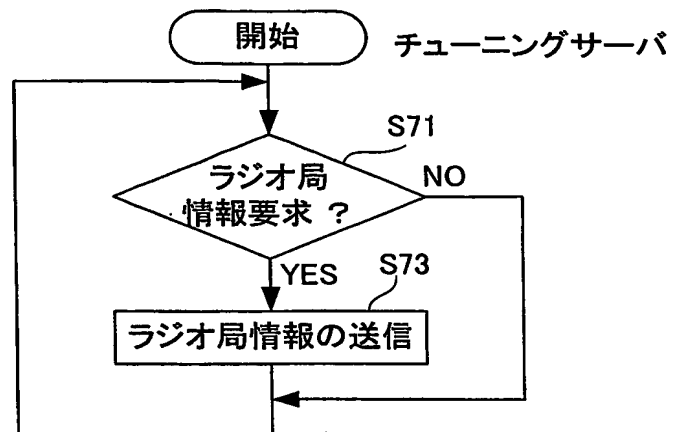 開始
チューニングサーバ
S71
ラジオ局
情報要求 ?
NO
YES
S73
ラジオ局情報の送信